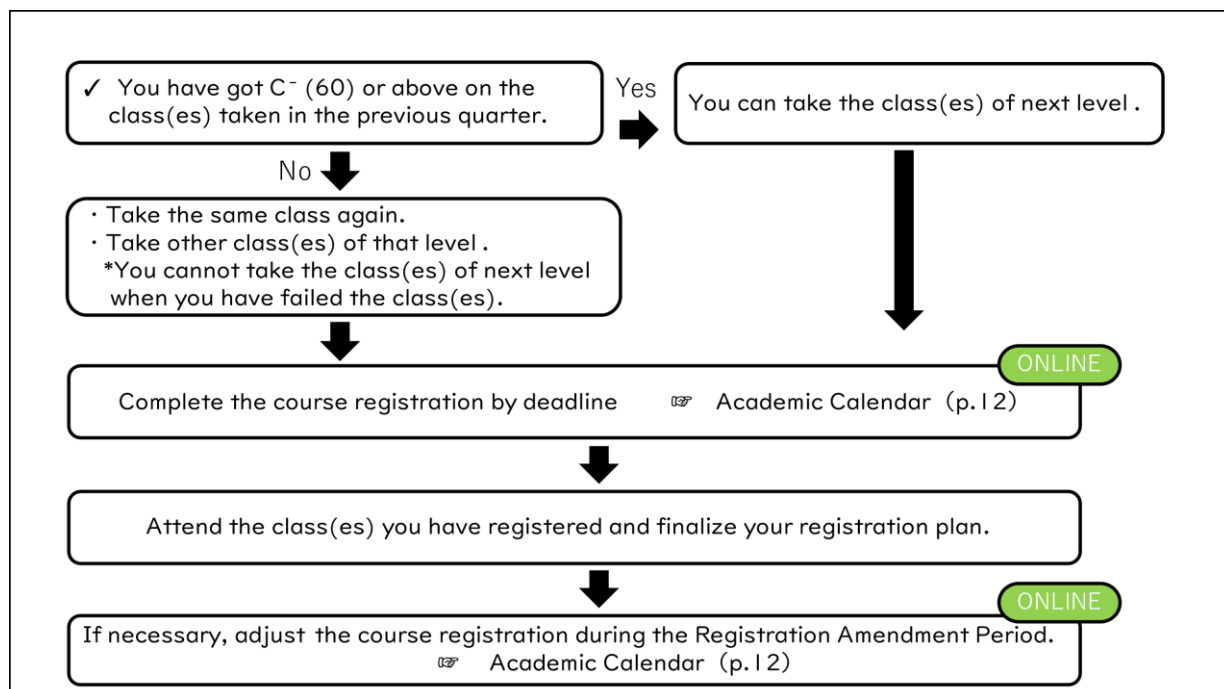 ✓ You have got C⁻ (60) or above on the
class(es) taken in the previous quarter.
Yes
You can take the class(es) of next level .
No
・Take the same class again.
・Take other class(es) of that level .
*You cannot take the class(es) of next level
when you have failed the class(es).
ONLINE
Complete the course registration by deadline ☞ Academic Calendar (p.12)
Attend the class(es) you have registered and finalize your registration plan.
ONLINE
If necessary, adjust the course registration during the Registration Amendment Period.
☞ Academic Calendar (p.12)